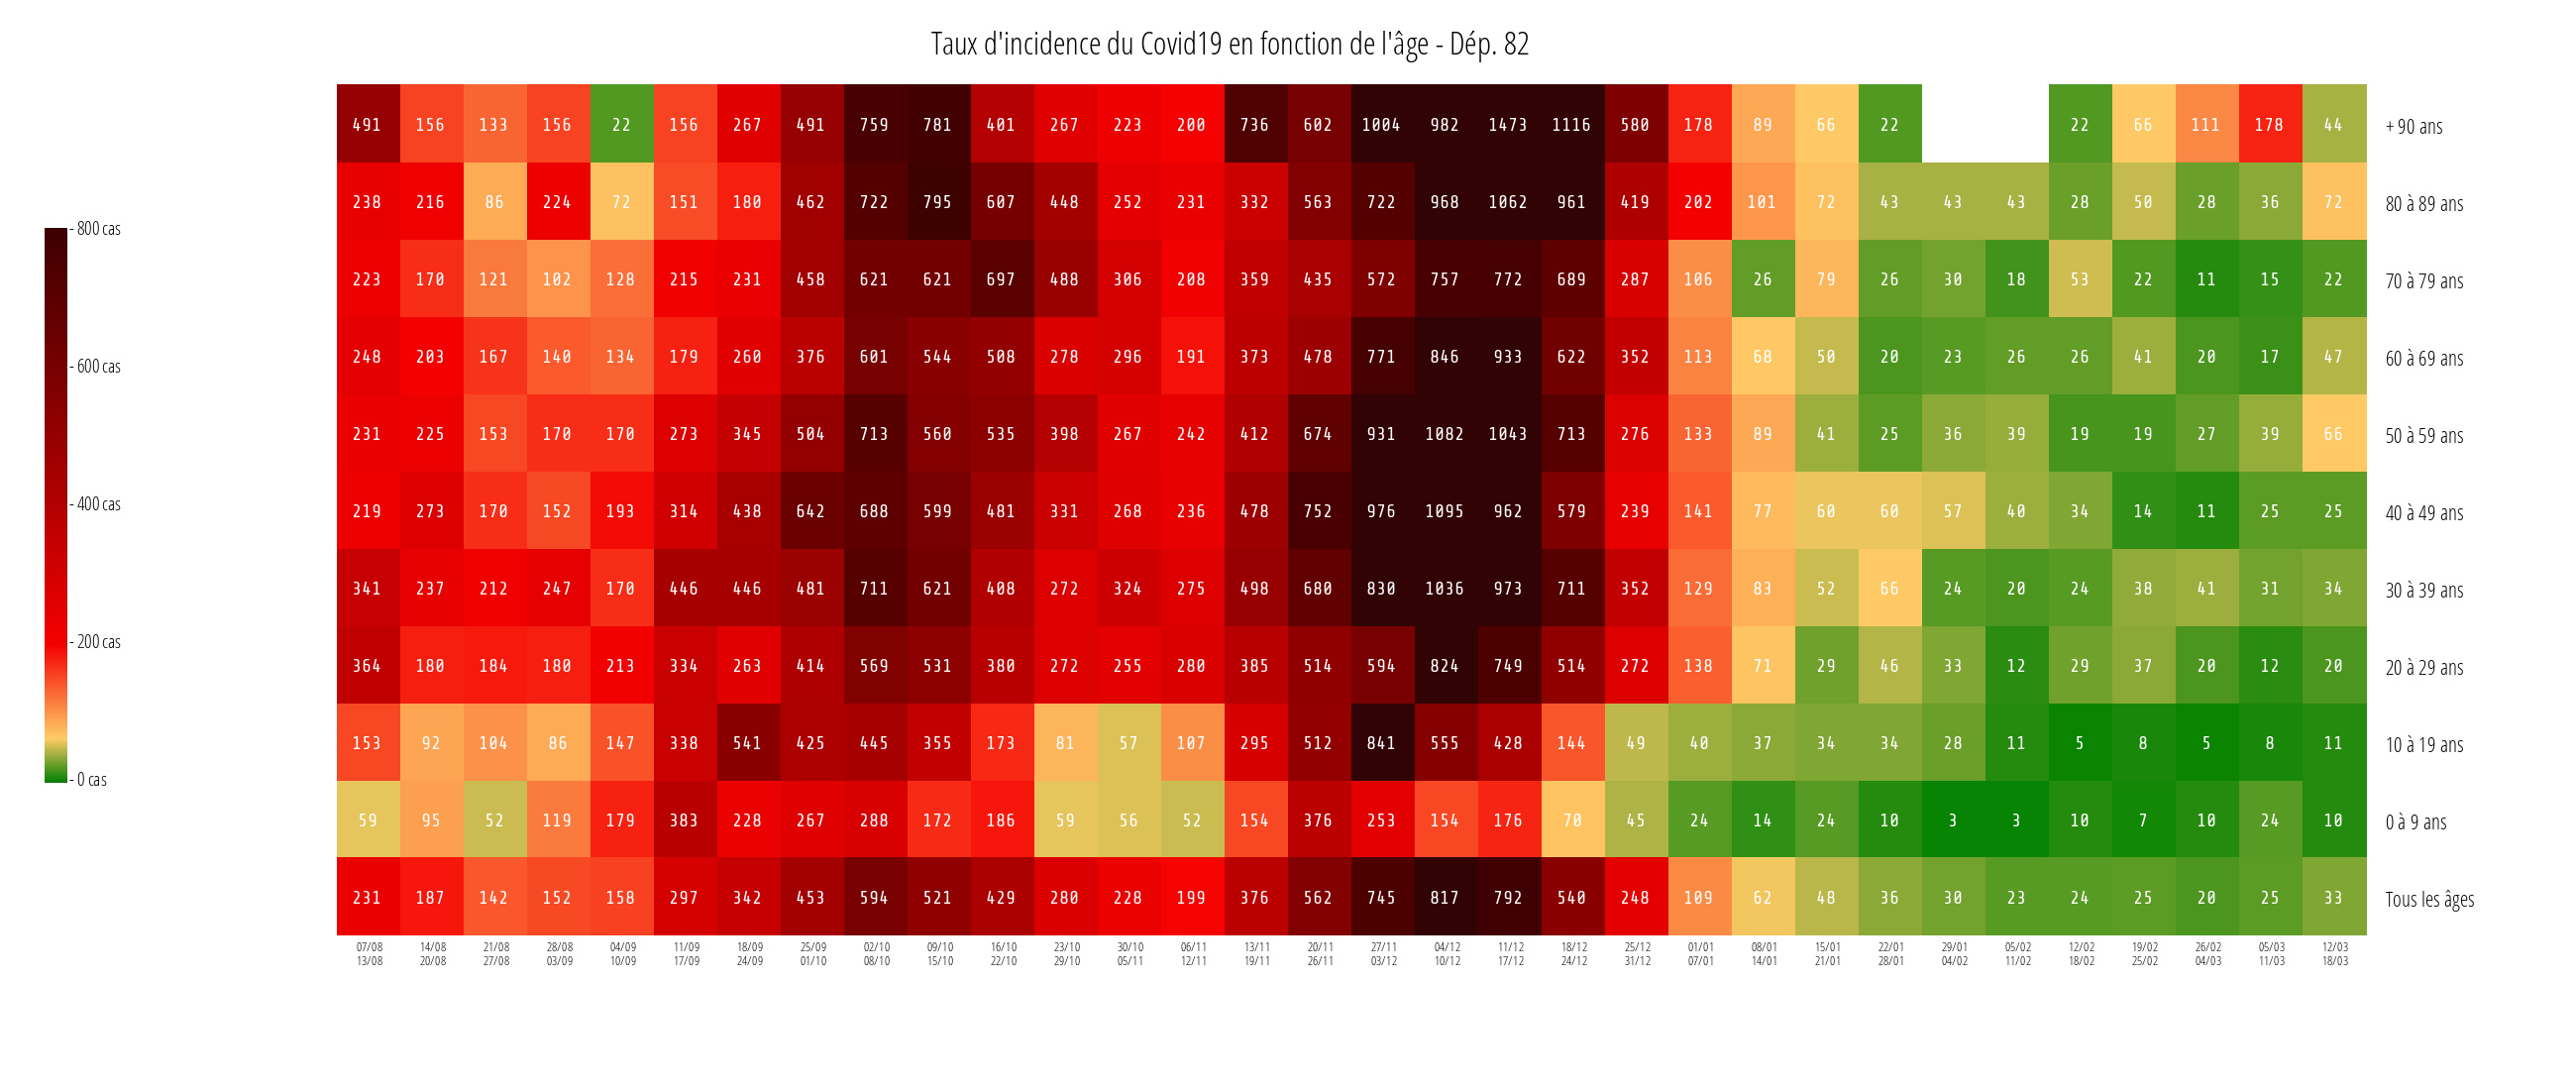 Taux d'incidence du Covid19 en fonction de l'âge - Dép. 82
- 800 cas
- 600 cas
- 400 cas
- 200 cas
- 0 cas
491 156 133 156 22 156 267 491 759 781 401 267 223 200 736 602 1004 982 1473 1116 580 178 89 66 22 22 66 111 178 44 + 90 ans
238 216 86 224 72 151 180 462 722 795 607 448 252 231 332 563 722 968 1062 961 419 202 101 72 43 43 43 28 50 28 36 72 80 à 89 ans
223 170 121 102 128 215 231 458 621 621 697 488 306 208 359 435 572 757 772 689 287 106 26 79 26 30 18 53 22 11 15 22 70 à 79 ans
248 203 167 140 134 179 260 376 601 544 508 278 296 191 373 478 771 846 933 622 352 113 68 50 20 23 26 26 41 20 17 47 60 à 69 ans
231 225 153 170 170 273 345 504 713 560 535 398 267 242 412 674 931 1082 1043 713 276 133 89 41 25 36 39 19 19 27 39 66 50 à 59 ans
219 273 170 152 193 314 438 642 688 599 481 331 268 236 478 752 976 1095 962 579 239 141 77 60 60 57 40 34 14 11 25 25 40 à 49 ans
341 237 212 247 170 446 446 481 711 621 408 272 324 275 498 680 830 1036 973 711 352 129 83 52 66 24 20 24 38 41 31 34 30 à 39 ans
364 180 184 180 213 334 263 414 569 531 380 272 255 280 385 514 594 824 749 514 272 138 71 29 46 33 12 29 37 20 12 20 20 à 29 ans
153 92 104 86 147 338 541 425 445 355 173 81 57 107 295 512 841 555 428 144 49 40 37 34 34 28 11 5 8 5 8 11 10 à 19 ans
59 95 52 119 179 383 228 267 288 172 186 59 56 52 154 376 253 154 176 70 45 24 14 24 10 3 3 10 7 10 24 10 0 à 9 ans
231 187 142 152 158 297 342 453 594 521 429 280 228 199 376 562 745 817 792 540 248 109 62 48 36 30 23 24 25 20 25 33 Tous les âges
07/08 14/08 21/08 28/08 04/09 11/09 18/09 25/09 02/10 09/10 16/10 23/10 30/10 06/11 13/11 20/11 27/11 04/12 11/12 18/12 25/12 01/01 08/01 15/01 22/01 29/01 05/02 12/02 19/02 26/02 05/03 12/03
13/08 20/08 27/08 03/09 10/09 17/09 24/09 01/10 08/10 15/10 22/10 29/10 05/11 12/11 19/11 26/11 03/12 10/12 17/12 24/12 31/12 07/01 14/01 21/01 28/01 04/02 11/02 18/02 25/02 04/03 11/03 18/03